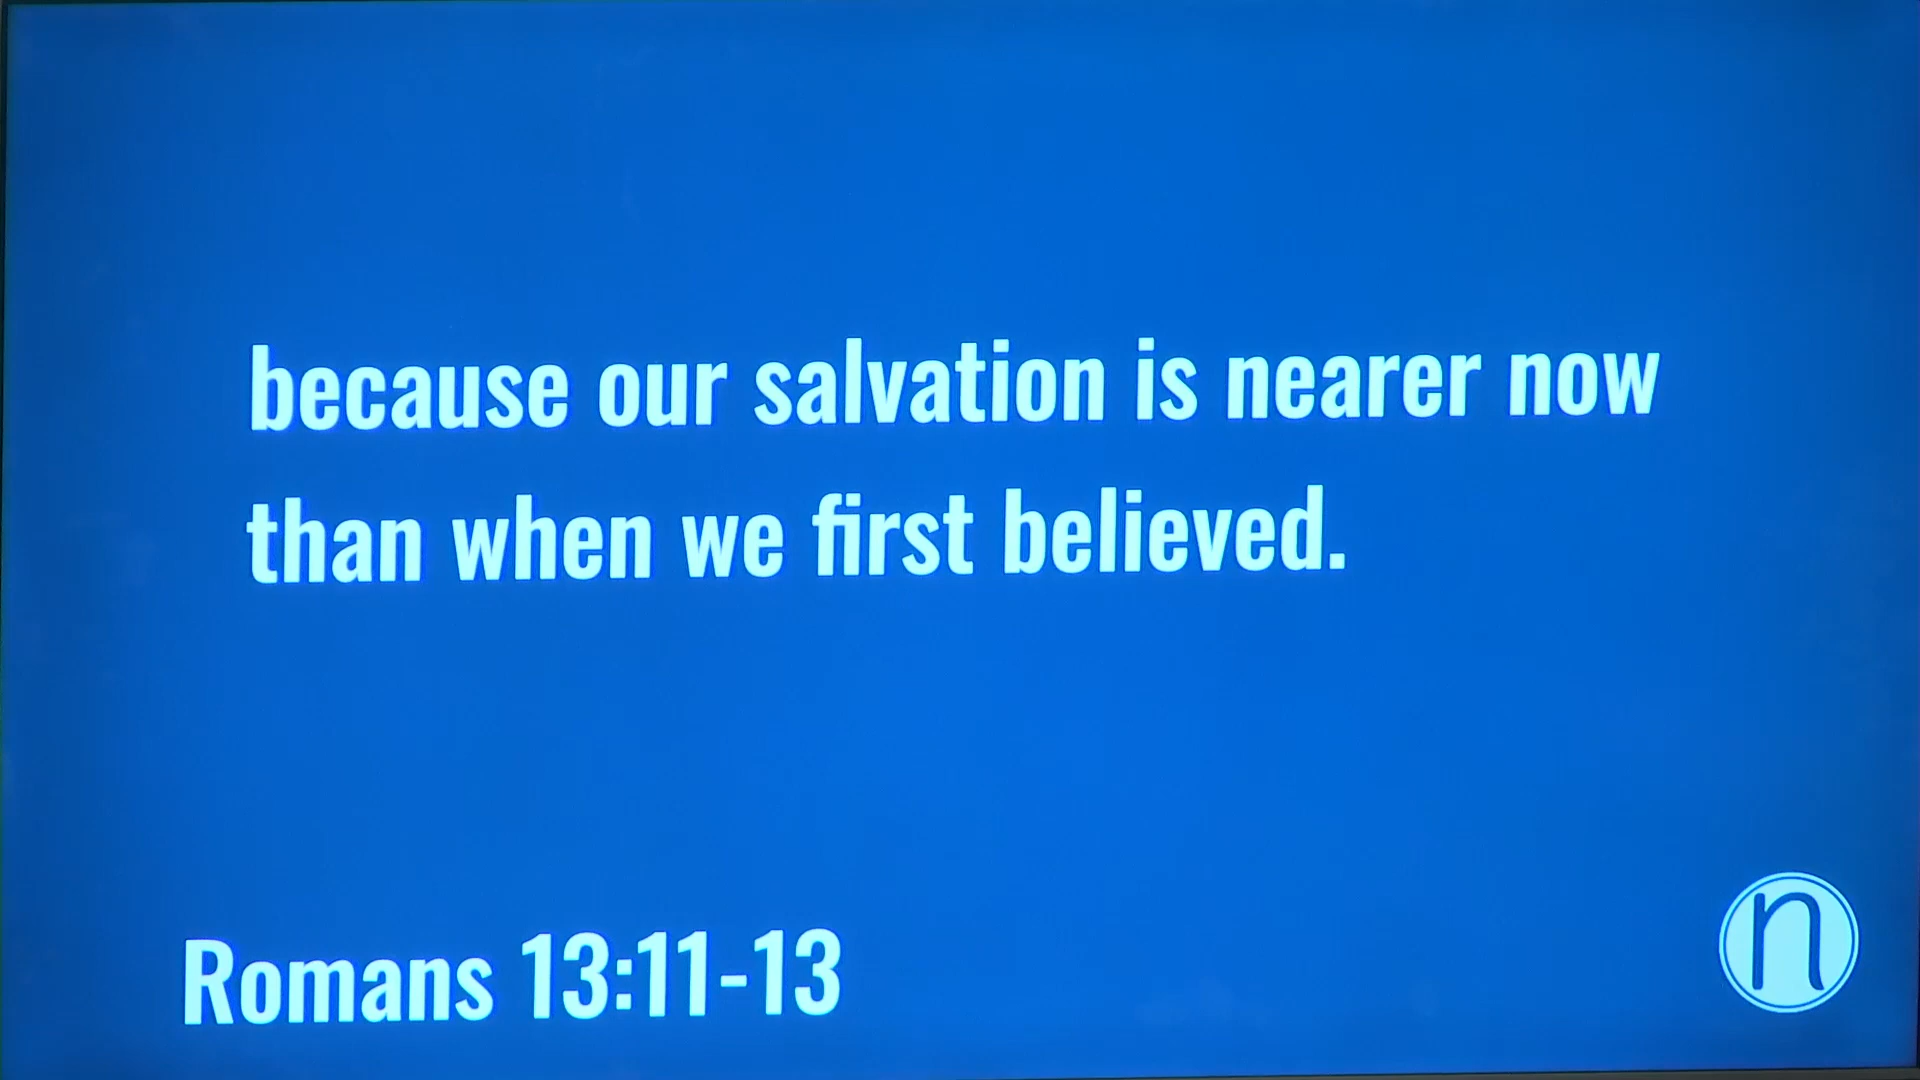 because our salvation is nearer now
than when we first believed.
Romans 13:11-13
n